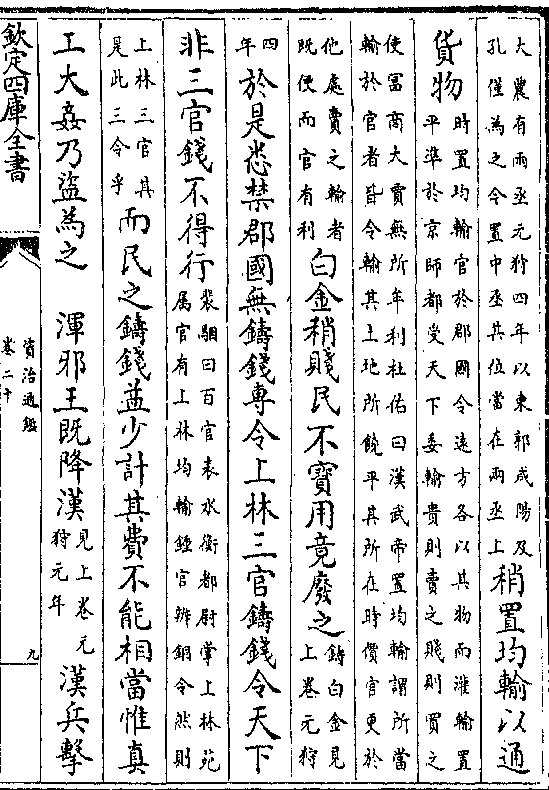 大農有兩丞元狩四年以東郭咸陽及孔僅為之今置中丞其位當在兩丞上稍置均輸以通
貨物時置均輸官於郡國令遠方各以其物而灌輸置平準於京師都受天下委輸貴則賣之賤則買之
使富商大賈無所牟利杜佑曰漢武帝置均輸謂所當輸於官者皆令輸其土地所饒平其所在時價官更於
他處賣之輸者既便而官有利白金稍賤民不寶用竟廢之鑄白金見上卷元狩
四年於是悉禁郡國無鑄錢專令上林三官鑄錢令天下
非三官錢不得行裴駰曰百官表水衡都尉掌上林苑属官有上林均輸鍾官辨銅令然則
上林三官其是此三令乎而民之鑄錢益少計其費不能相當惟真
工大姦乃盜為之 渾邪王既降漢見上卷元狩元年漢兵擊
欽定四庫全書
資治通鑑
卷二十
九